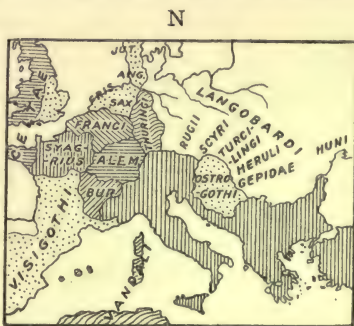 N
JUT.
ANG.
FRIS.
SAX.
LANGOBARDI
FRANCI
RUGII
SCYRI
TURCI-
LINGI
HERULI
GEPIDAE
HUNI
SYAG-
RIUS
ALEM.
OSTRO
GOTHI
BUR.
VISIGOTHI
VANDALI